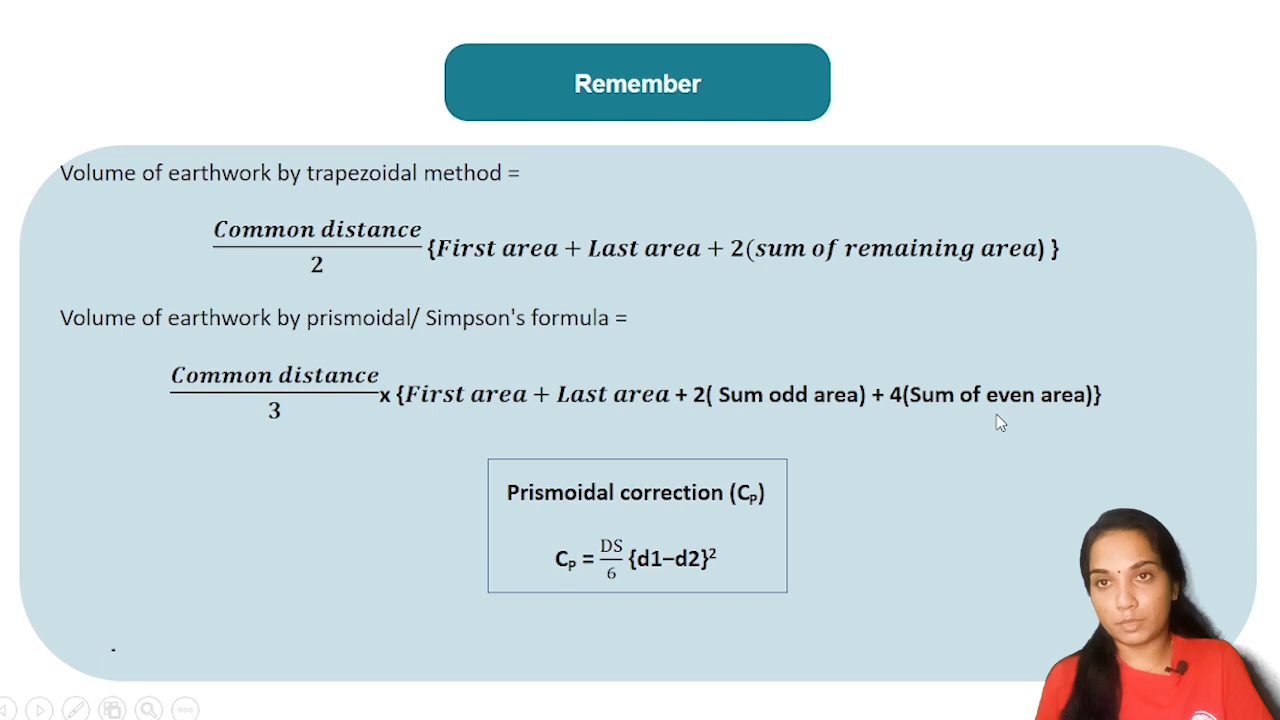 Remember
Volume of earthwork by trapezoidal method =
Common distance
2
{First area + Last area + 2(sum of remaining area) }
Volume of earthwork by prismoidal/ Simpson's formula =
Common distance
3
x {First area + Last area + 2( Sum odd area) + 4(Sum of even area)}
Prismoidal correction (Cₚ)
Cₚ = DS/6 {d1–d2}²